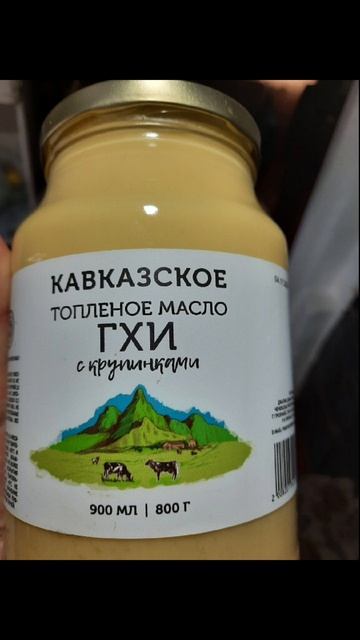 КАВКАЗСКОЕ
ТОПЛЕНОЕ МАСЛО
ГХИ
с крупинками
900 МЛ | 800 Г